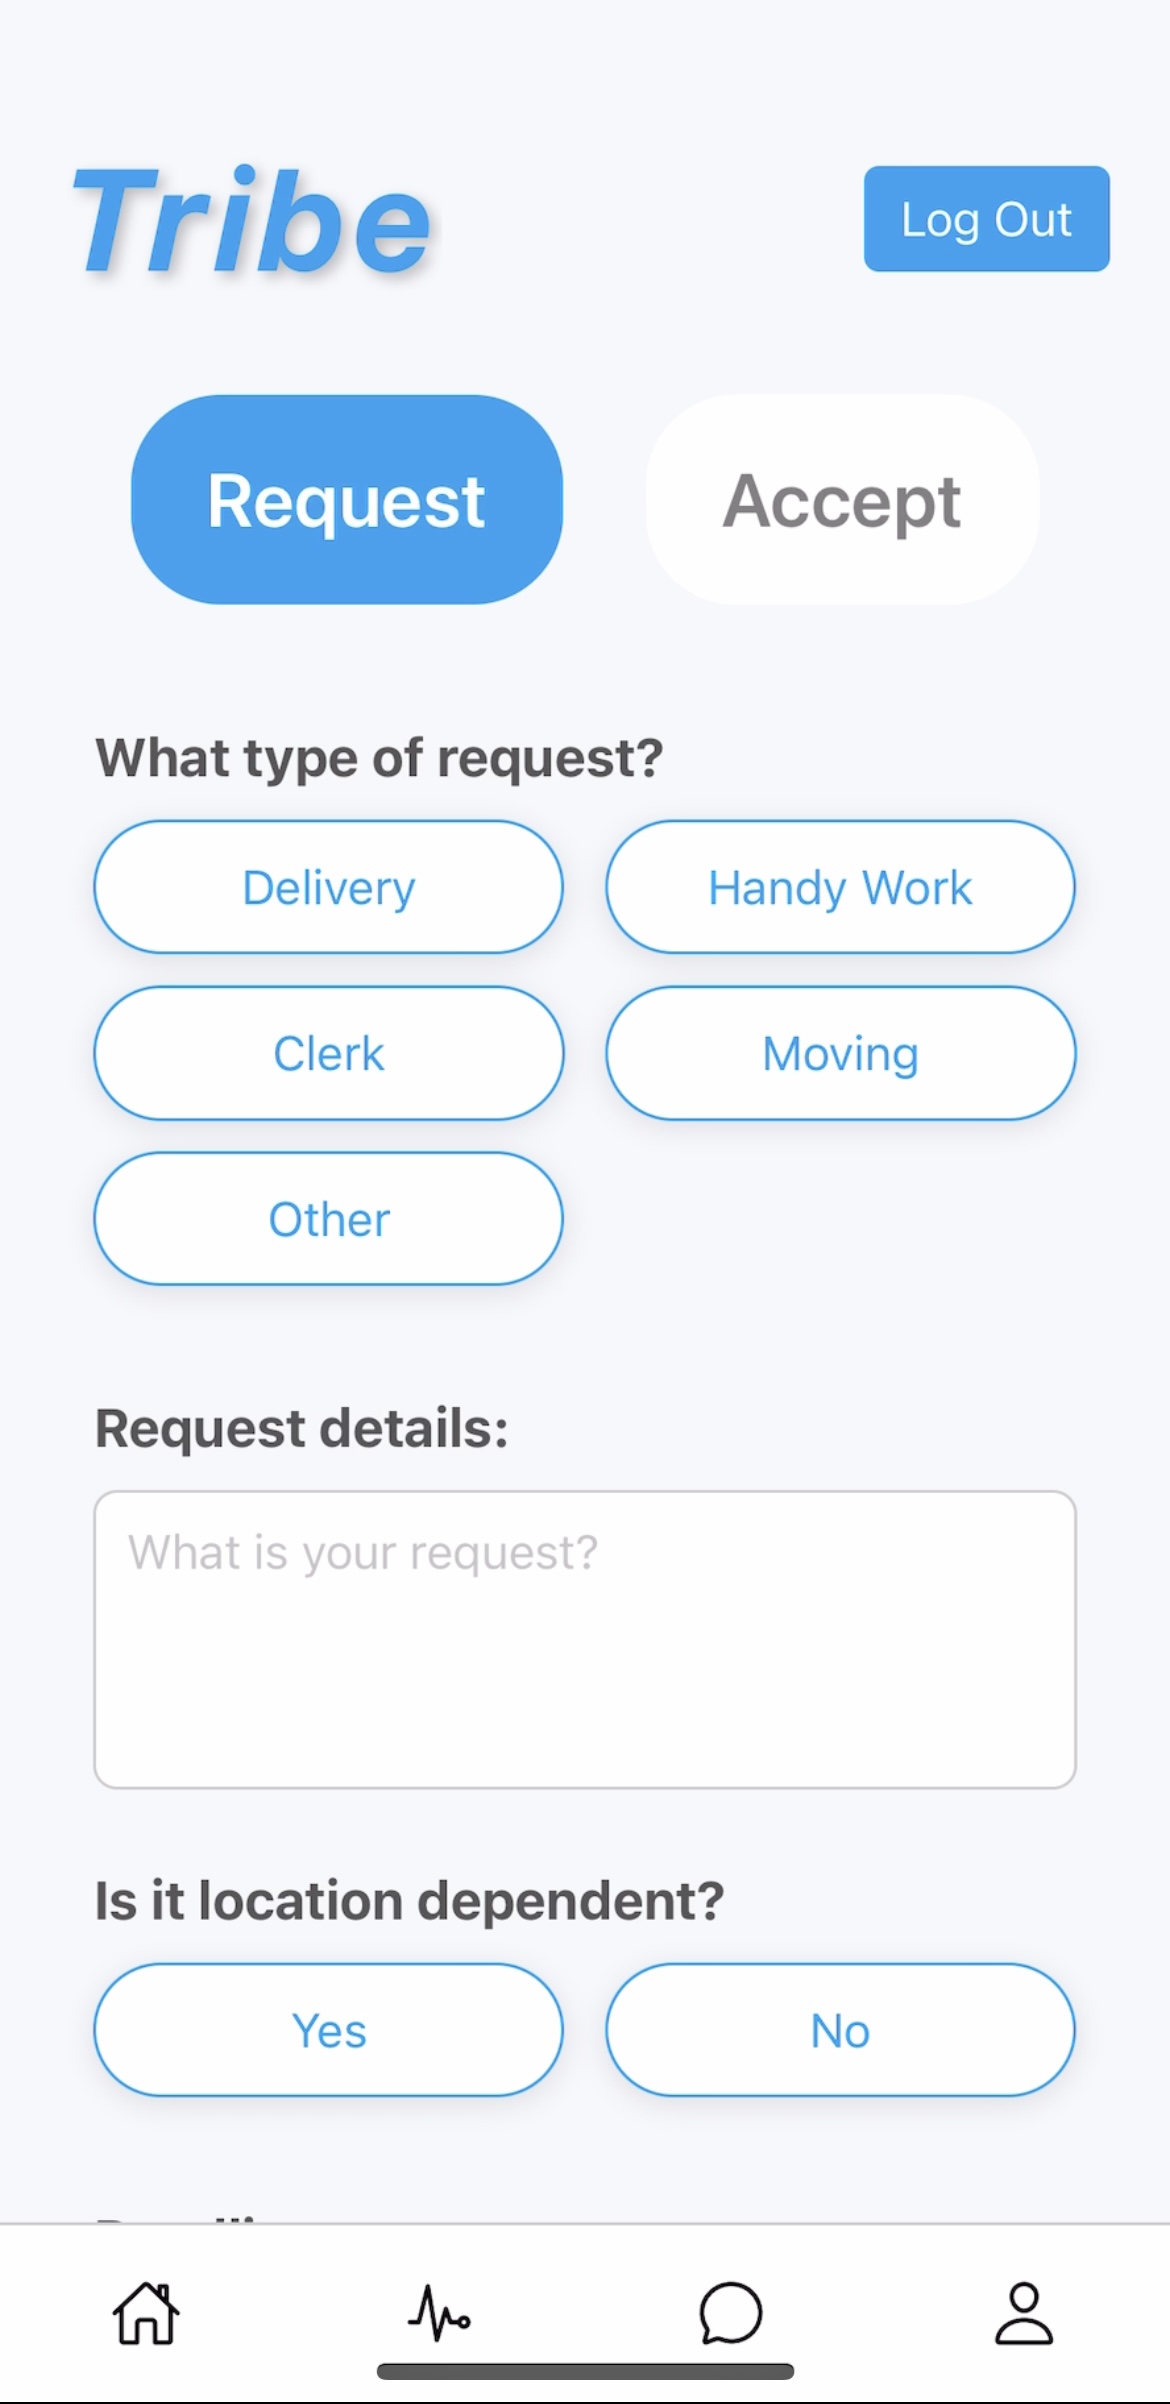 Tribe
Log Out
Request
Accept
What type of request?
Delivery
Handy Work
Clerk
Moving
Other
Request details:
What is your request?
Is it location dependent?
Yes
No